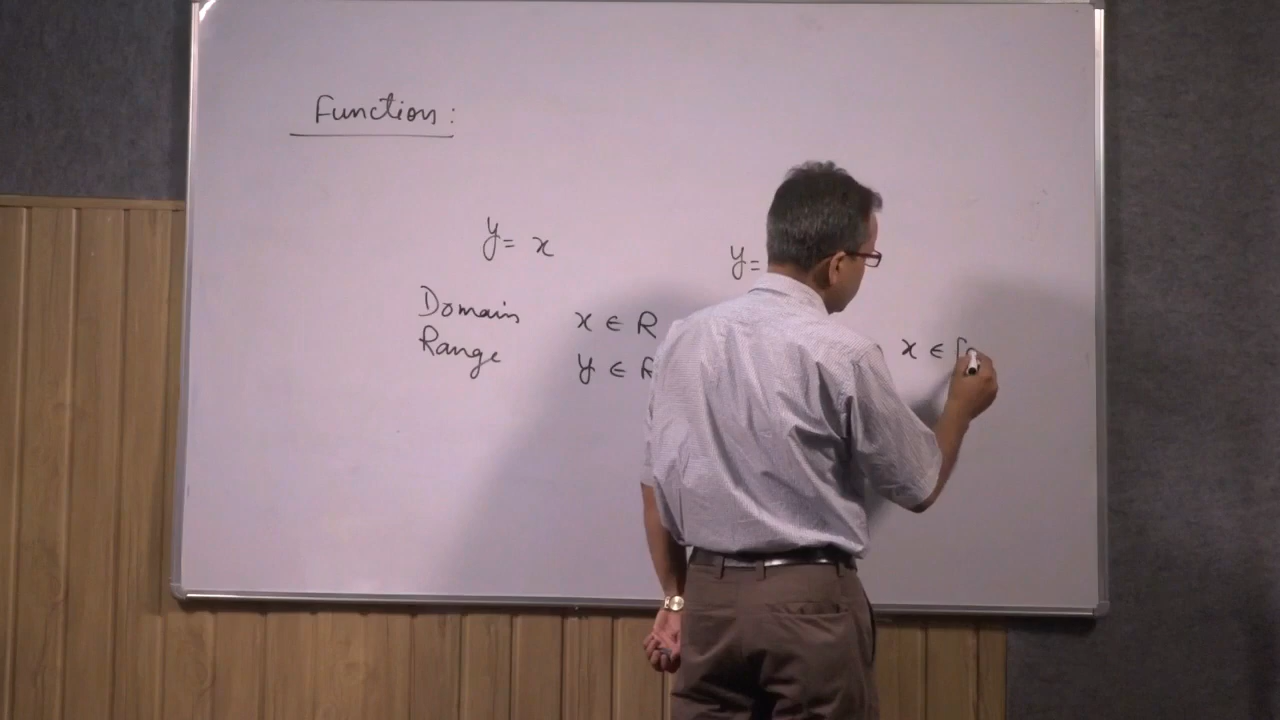 Function:
y = x
y =
Domain x ∈ R
Range y ∈ R
x ∈ [